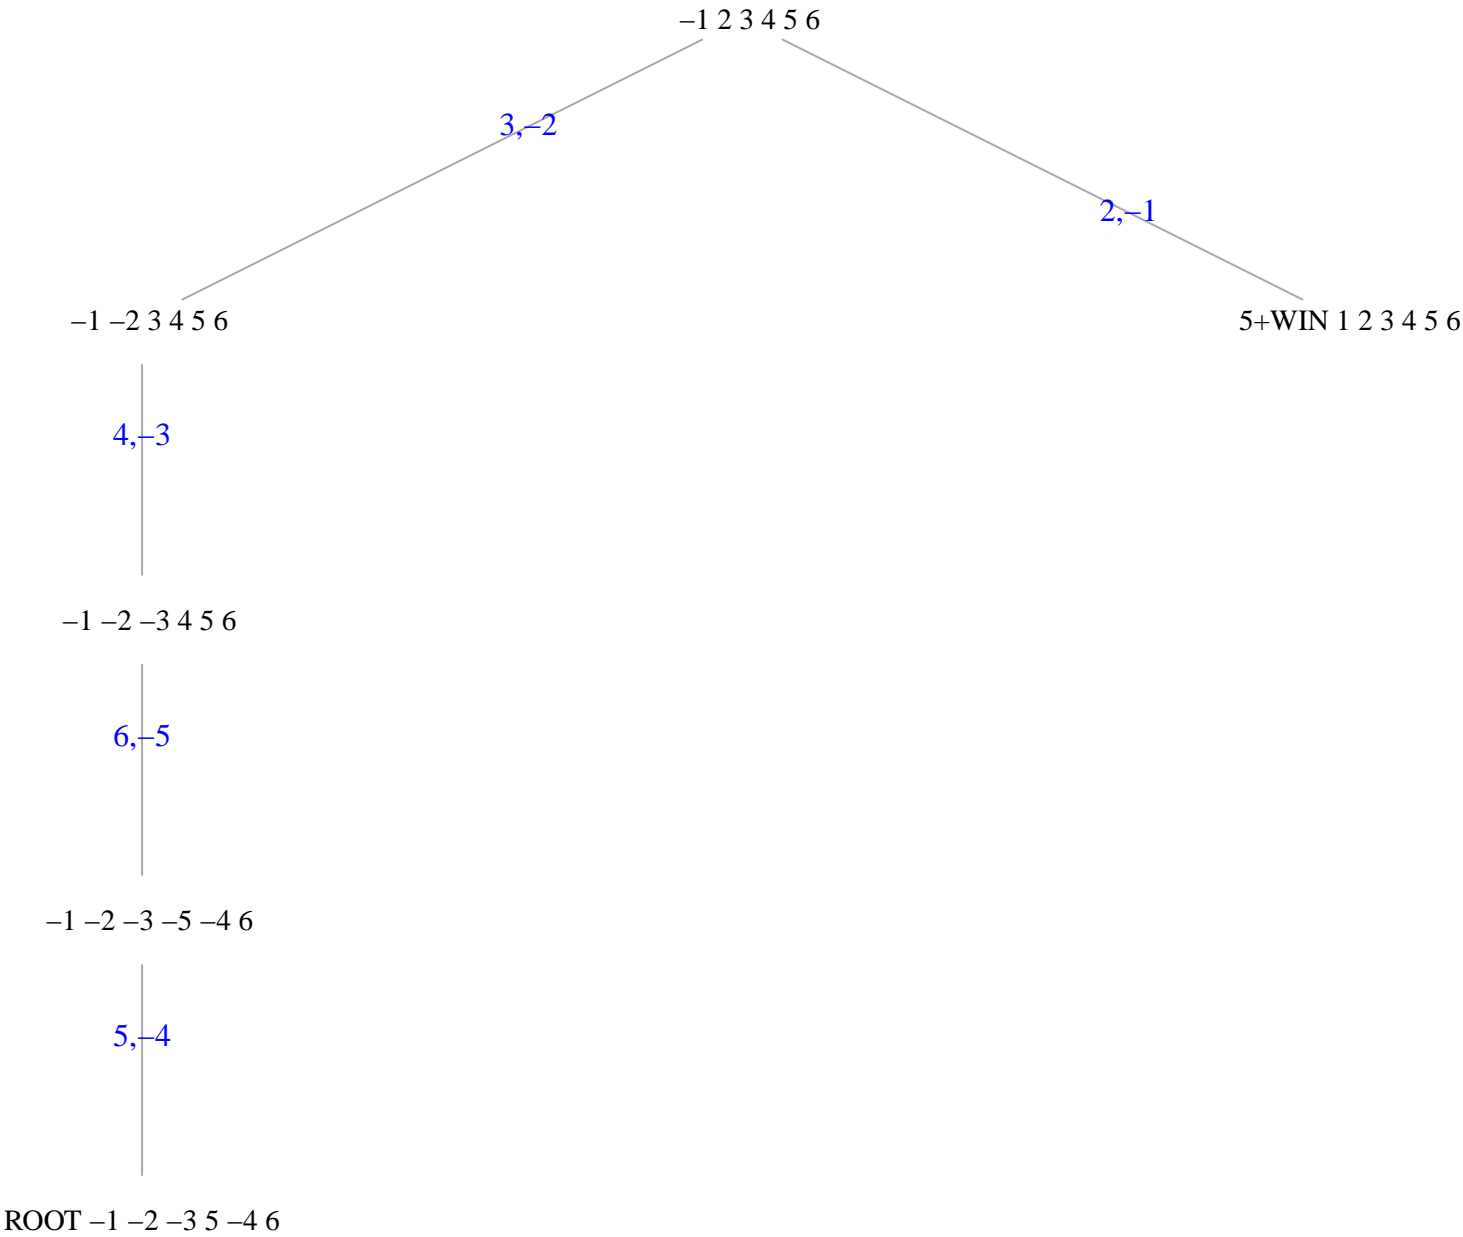 –1 2 3 4 5 6
3,–2
2,–1
–1 –2 3 4 5 6
5+WIN 1 2 3 4 5 6
4,–3
–1 –2 –3 4 5 6
6,–5
–1 –2 –3 –5 –4 6
5,–4
ROOT –1 –2 –3 5 –4 6